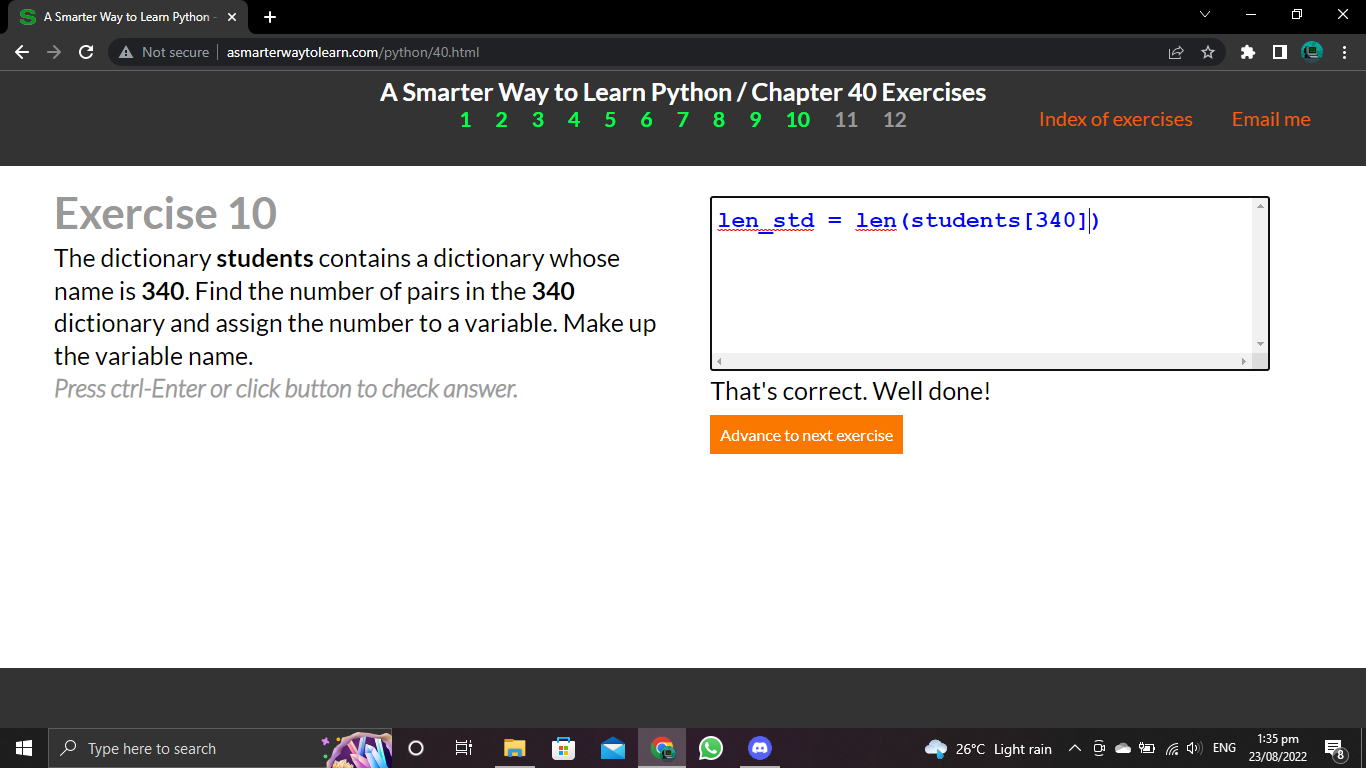 A Smarter Way to Learn Python -
Not secure asmarterwaytolearn.com/python/40.html
A Smarter Way to Learn Python / Chapter 40 Exercises
1 2 3 4 5 6 7 8 9 10 11 12
Index of exercises Email me
Exercise 10
The dictionary students contains a dictionary whose
name is 340. Find the number of pairs in the 340
dictionary and assign the number to a variable. Make up
the variable name.
Press ctrl-Enter or click button to check answer.
len_std = len(students[340])
That's correct. Well done!
Advance to next exercise
Type here to search
26°C Light rain
ENG
1:35 pm
23/08/2022
8